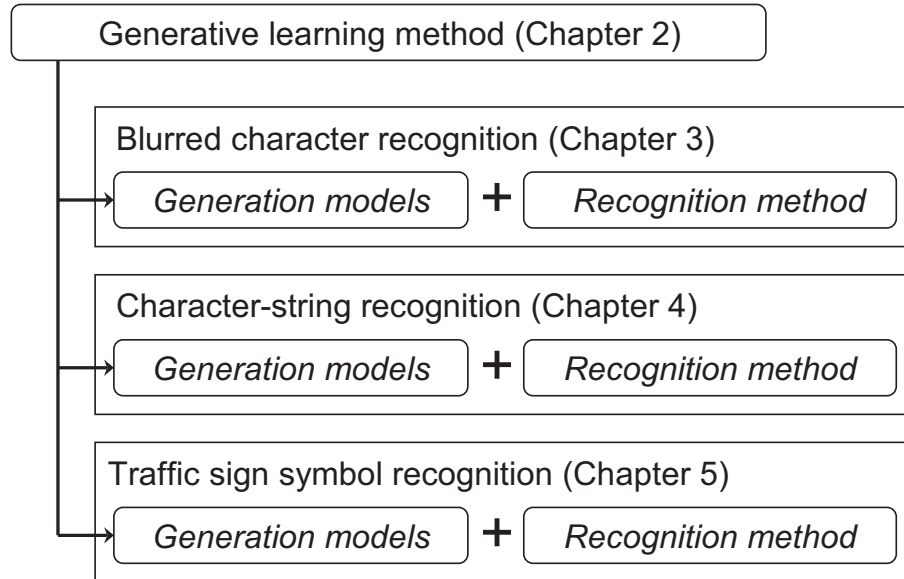 Generative learning method (Chapter 2)
Blurred character recognition (Chapter 3)
Generation models + Recognition method
Character-string recognition (Chapter 4)
Generation models + Recognition method
Traffic sign symbol recognition (Chapter 5)
Generation models + Recognition method